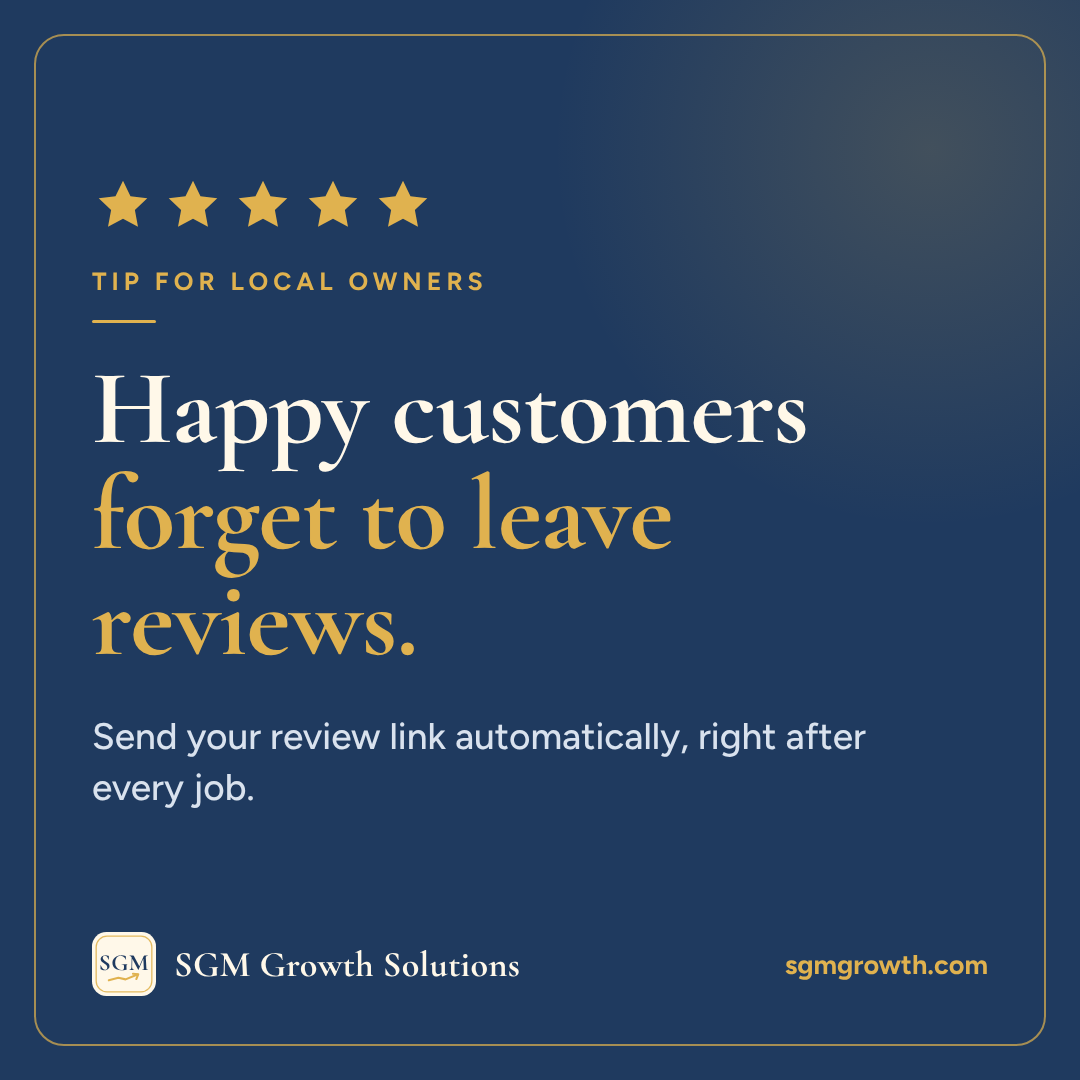 TIP FOR LOCAL OWNERS
Happy customers
forget to leave
reviews.
Send your review link automatically, right after
every job.
SGM
SGM Growth Solutions
sgmgrowth.com